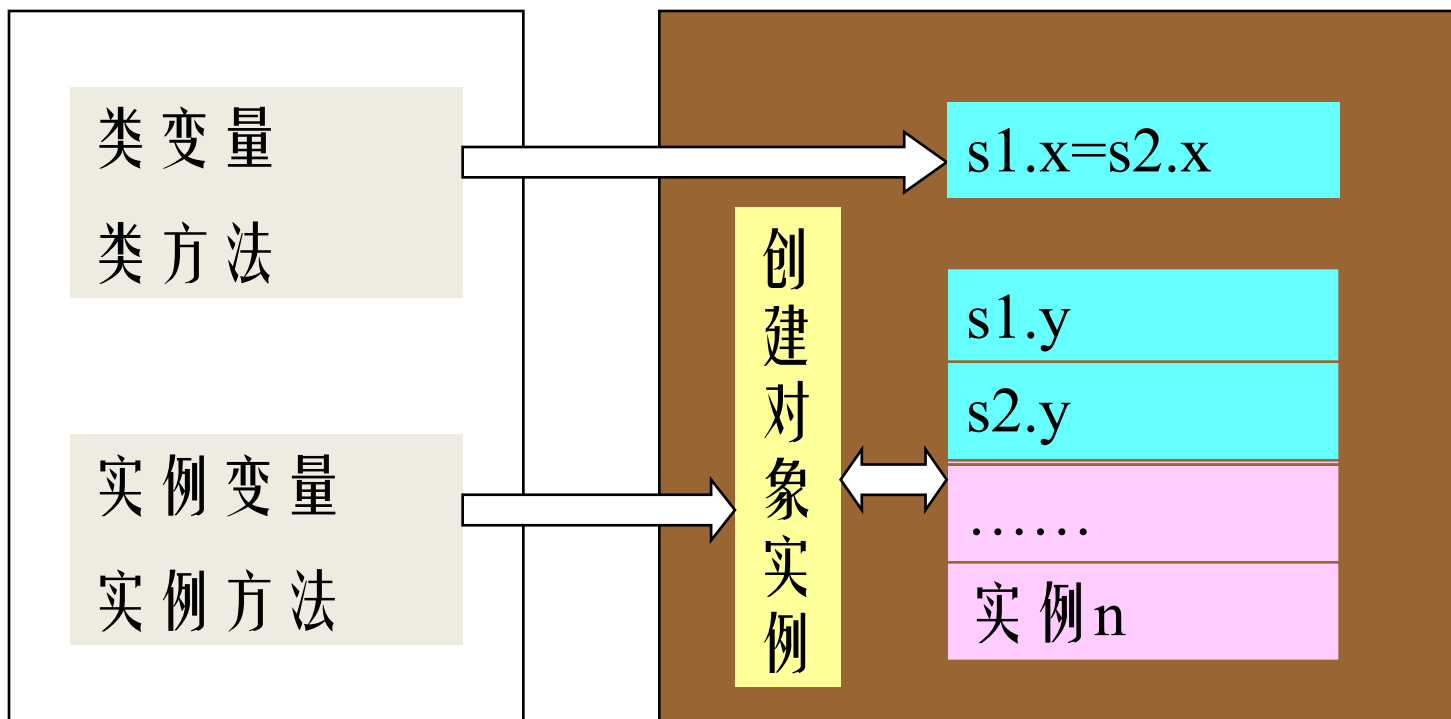 类变量
类方法
实例变量
实例方法
创建对象实例
s1.x=s2.x
s1.y
s2.y
……
实例n